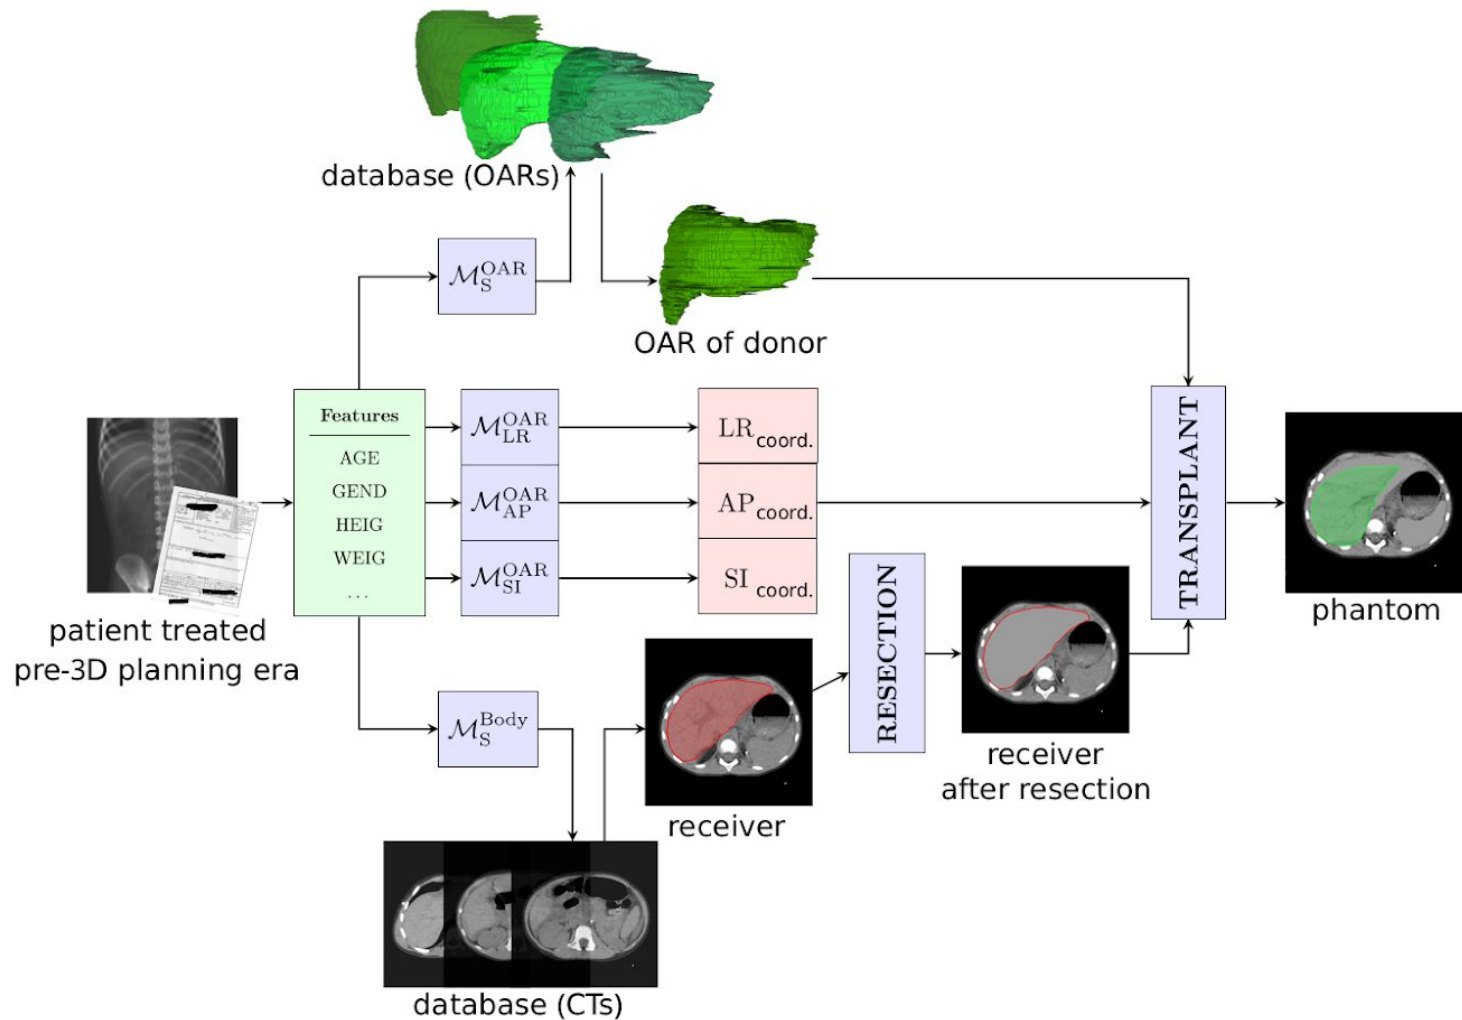 database (OARs)
M_S^OAR
OAR of donor
Features
AGE
GEND
HEIG
WEIG
...
M_LR^OAR
M_AP^OAR
M_SI^OAR
LR coord.
AP coord.
SI coord.
TRANSPLANT
phantom
patient treated
pre-3D planning era
RESECTION
M_S^Body
receiver
receiver
after resection
database (CTs)